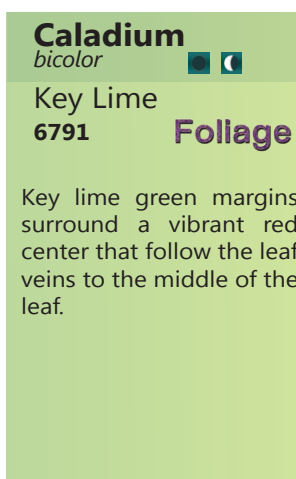 Caladium
bicolor
Key Lime
6791
Foliage
Key lime green margins
surround a vibrant red
center that follow the leaf
veins to the middle of the
leaf.